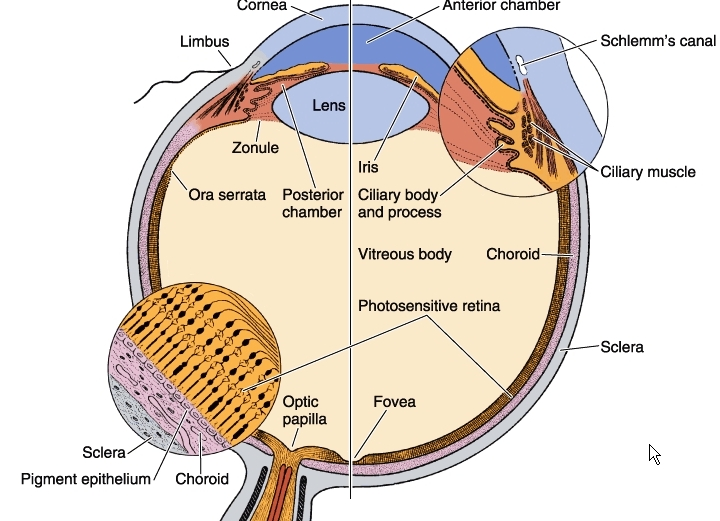 Cornea
Anterior chamber
Limbus
Schlemm's canal
Lens
Zonule
Iris
Ciliary muscle
Ora serrata
Posterior
chamber
Ciliary body
and process
Vitreous body
Choroid
Photosensitive retina
Sclera
Optic
papilla
Fovea
Sclera
Pigment epithelium
Choroid